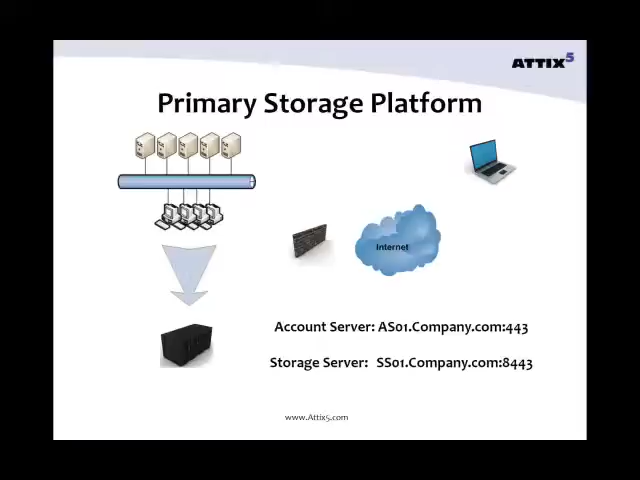 ATTIX5
Primary Storage Platform
Internet
Account Server: AS01.Company.com:443
Storage Server: SS01.Company.com:8443
www.Attix5.com